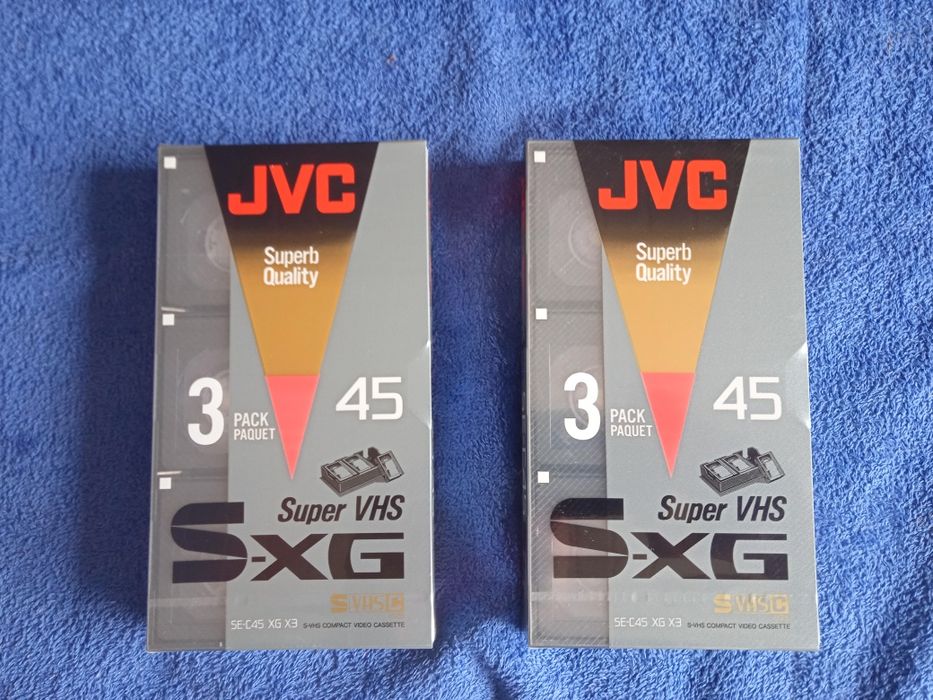 JVC
Superb
Quality
3 PACK
PAQUET
45
Super VHS
S-XG
S VHS C
SE-C45 XG X3 S-VHS COMPACT VIDEO CASSETTE
JVC
Superb
Quality
3 PACK
PAQUET
45
Super VHS
S-XG
S VHS C
SE-C45 XG X3 S-VHS COMPACT VIDEO CASSETTE